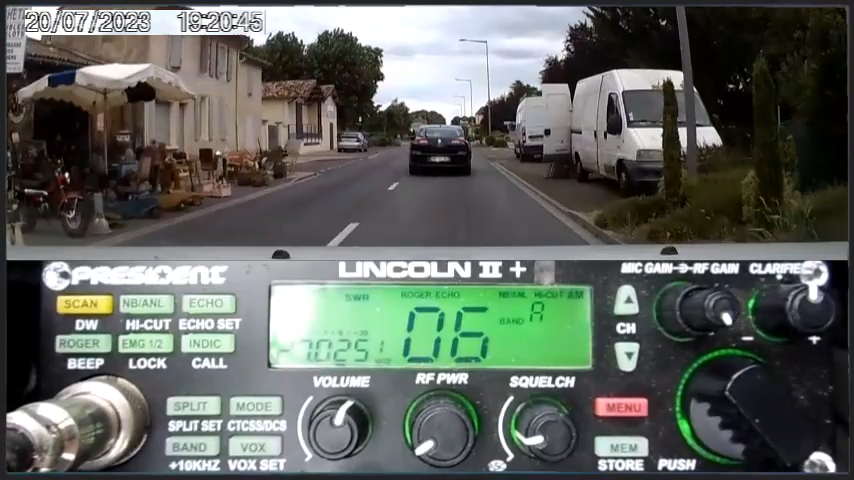 20/07/2023 19:20:45
PRESIDENT LINCOLN II + MIC GAIN RF GAIN CLARIFIER
SCAN NB/ANL ECHO
DW HI-CUT ECHO SET
ROGER EMG 1/2 INDIC
BEEP LOCK CALL
SWR ROGER ECHO NB/ANL HI-CUT AM
06 BAND A
27.0251
CH
VOLUME RF PWR SQUELCH
SPLIT MODE
SPLIT SET CTCSS/DCS
BAND VOX
+10KHZ VOX SET
MENU
MEM
STORE PUSH
- +